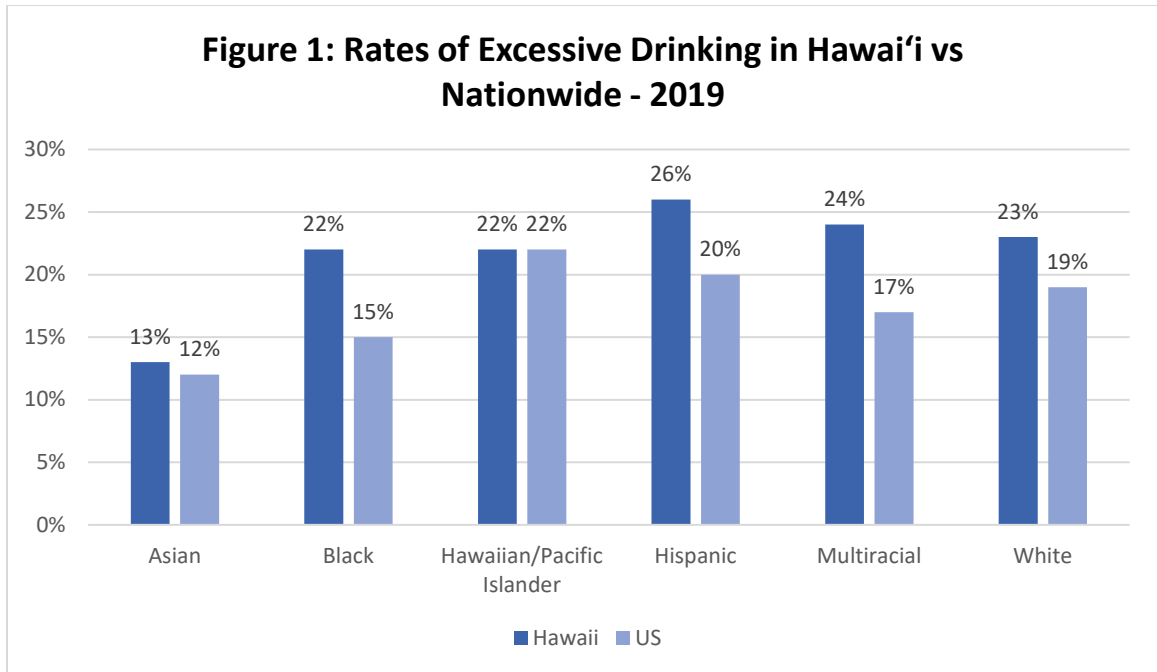 Figure 1: Rates of Excessive Drinking in Hawai‘i vs
Nationwide - 2019
30%
25%
20%
15%
10%
5%
0%
13%
12%
22%
15%
22%
22%
26%
20%
24%
17%
23%
19%
Asian
Black
Hawaiian/Pacific
Islander
Hispanic
Multiracial
White
Hawaii
US